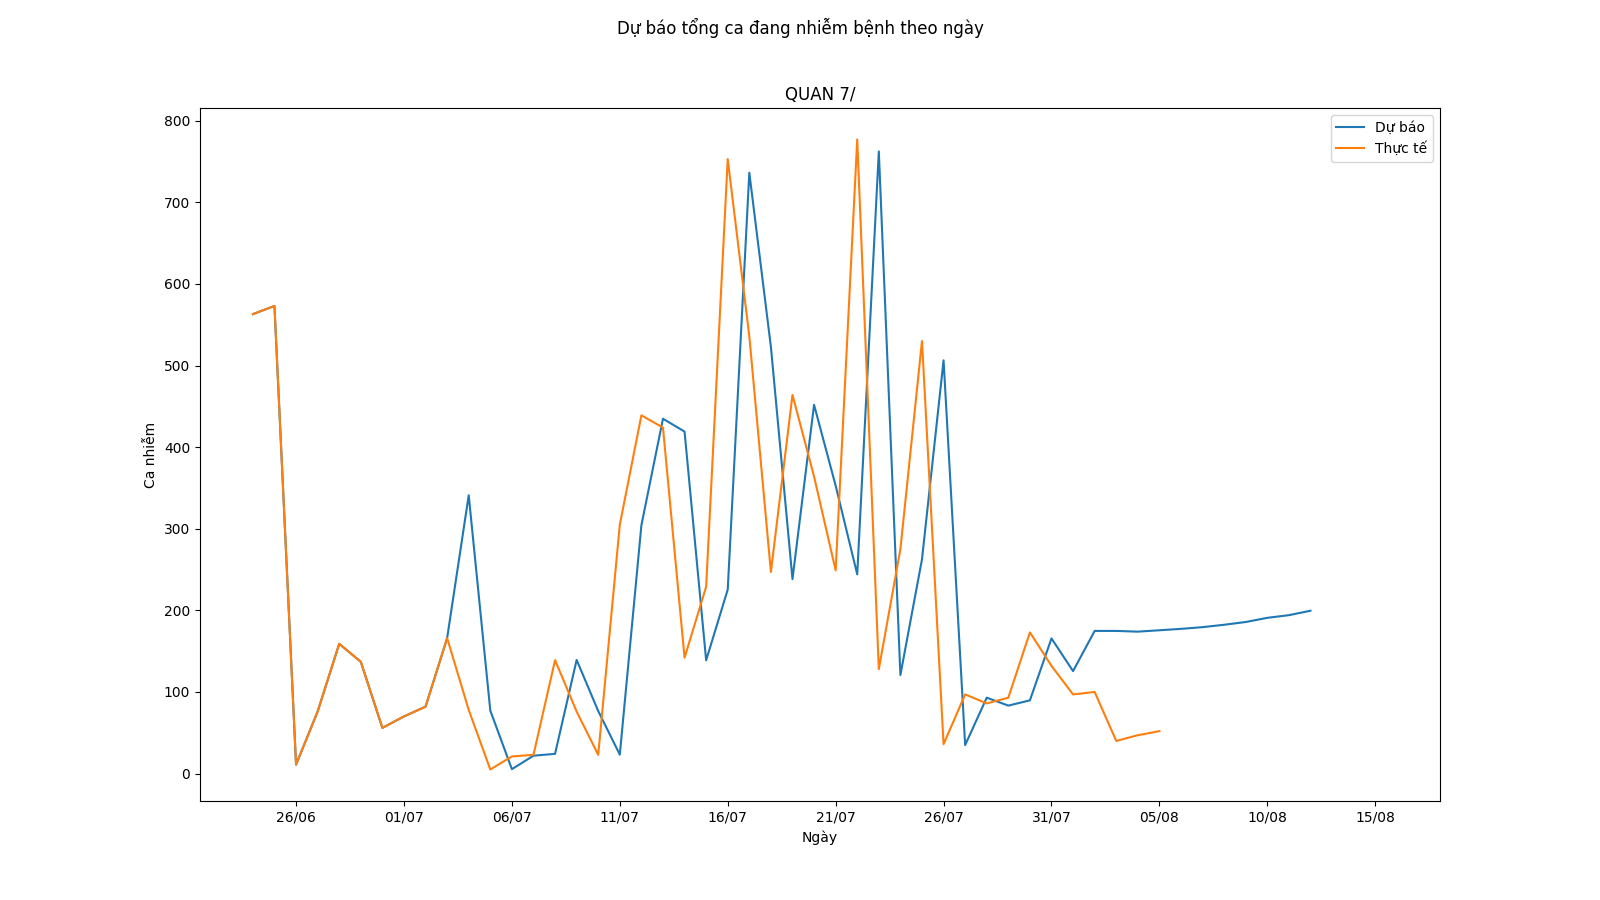 Dự báo tổng ca đang nhiễm bệnh theo ngày
QUAN 7/
Dự báo
Thực tế
Ca nhiễm
800
700
600
500
400
300
200
100
0
26/06 01/07 06/07 11/07 16/07 21/07 26/07 31/07 05/08 10/08 15/08
Ngày